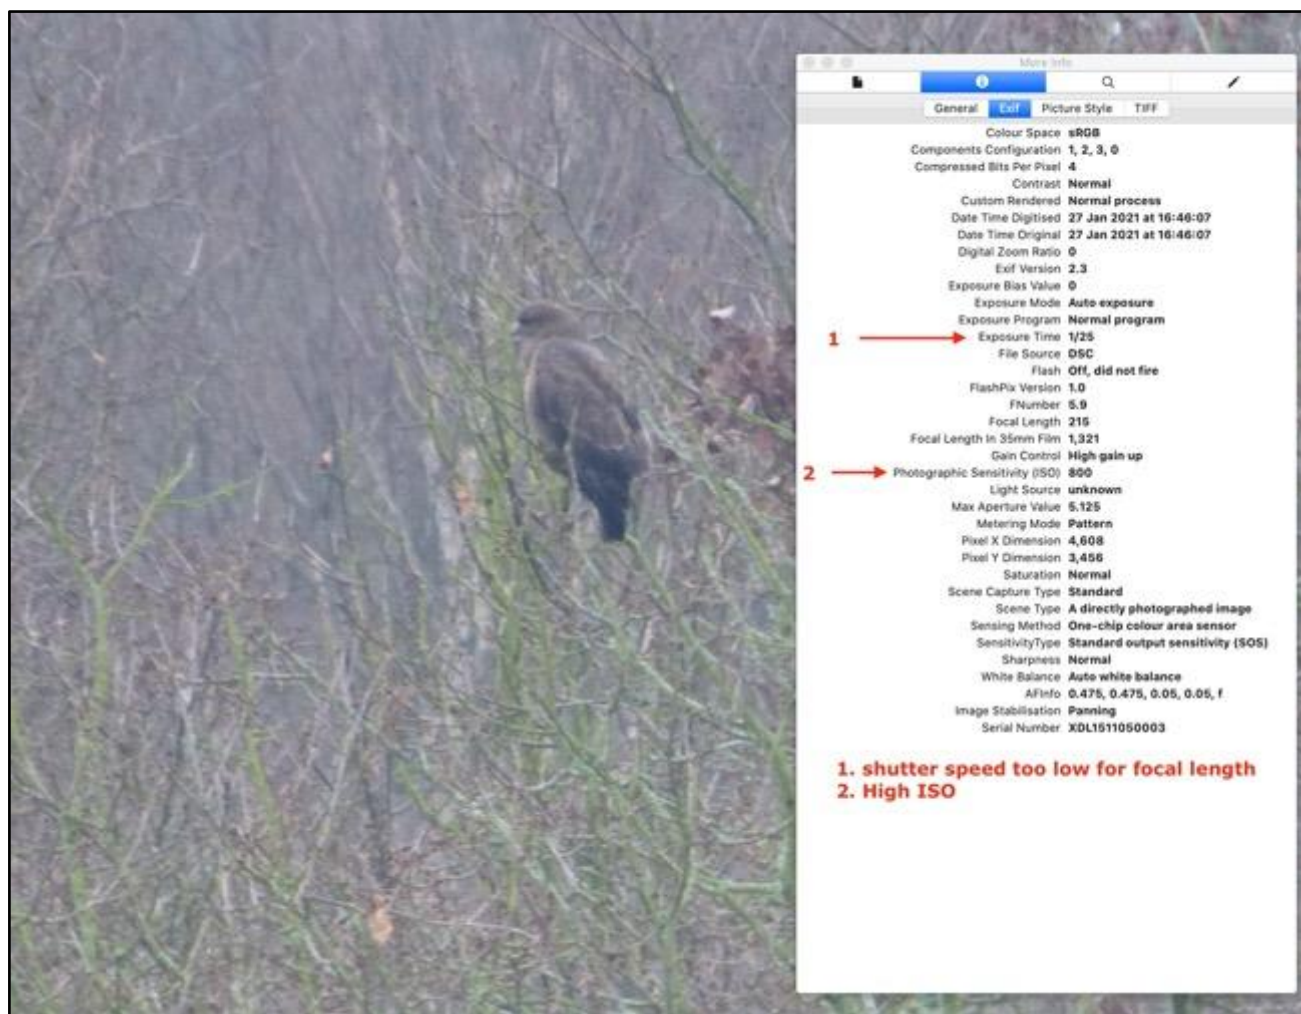 More Info
General Exif Picture Style TIFF
Colour Space sRGB
Components Configuration 1, 2, 3, 0
Compressed Bits Per Pixel 4
Contrast Normal
Custom Rendered Normal process
Date Time Digitised 27 Jan 2021 at 16:46:07
Date Time Original 27 Jan 2021 at 16:46:07
Digital Zoom Ratio 0
Exif Version 2.3
Exposure Bias Value 0
Exposure Mode Auto exposure
Exposure Program Normal program
1 Exposure Time 1/25
File Source DSC
Flash Off, did not fire
FlashPix Version 1.0
FNumber 5.9
Focal Length 215
Focal Length In 35mm Film 1,321
Gain Control High gain up
2 Photographic Sensitivity (ISO) 800
Light Source unknown
Max Aperture Value 5.125
Metering Mode Pattern
Pixel X Dimension 4,608
Pixel Y Dimension 3,456
Saturation Normal
Scene Capture Type Standard
Scene Type A directly photographed image
Sensing Method One-chip colour area sensor
SensitivityType Standard output sensitivity (SOS)
Sharpness Normal
White Balance Auto white balance
AFInfo 0.475, 0.475, 0.05, 0.05, f
Image Stabilisation Panning
Serial Number XDL1511050003
1. shutter speed too low for focal length
2. High ISO